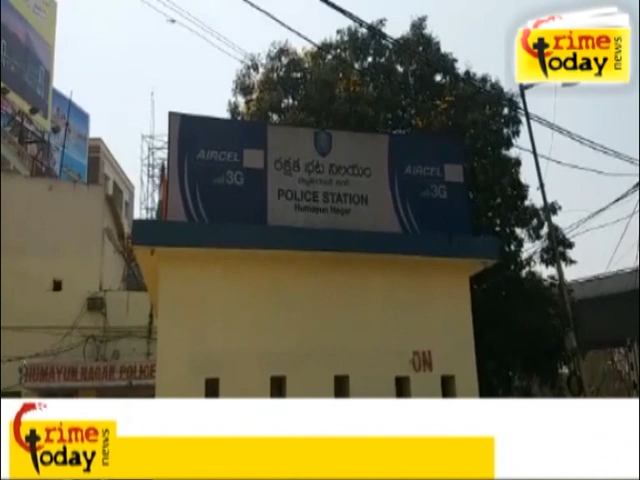 Crime
Today
news
AIRCEL
3G
రక్షక భట నిలయం
POLICE STATION
Humayun Nagar
AIRCEL
3G
ON
HUMAYUN NAGAR POLICE
Crime
Today
news